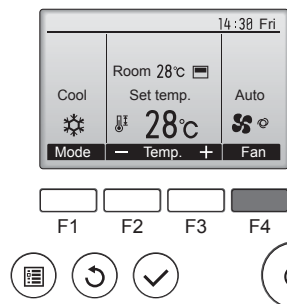 14:30 Fri
Room 28°C
Cool Set temp. Auto
28°C
Mode − Temp. + Fan
F1 F2 F3 F4